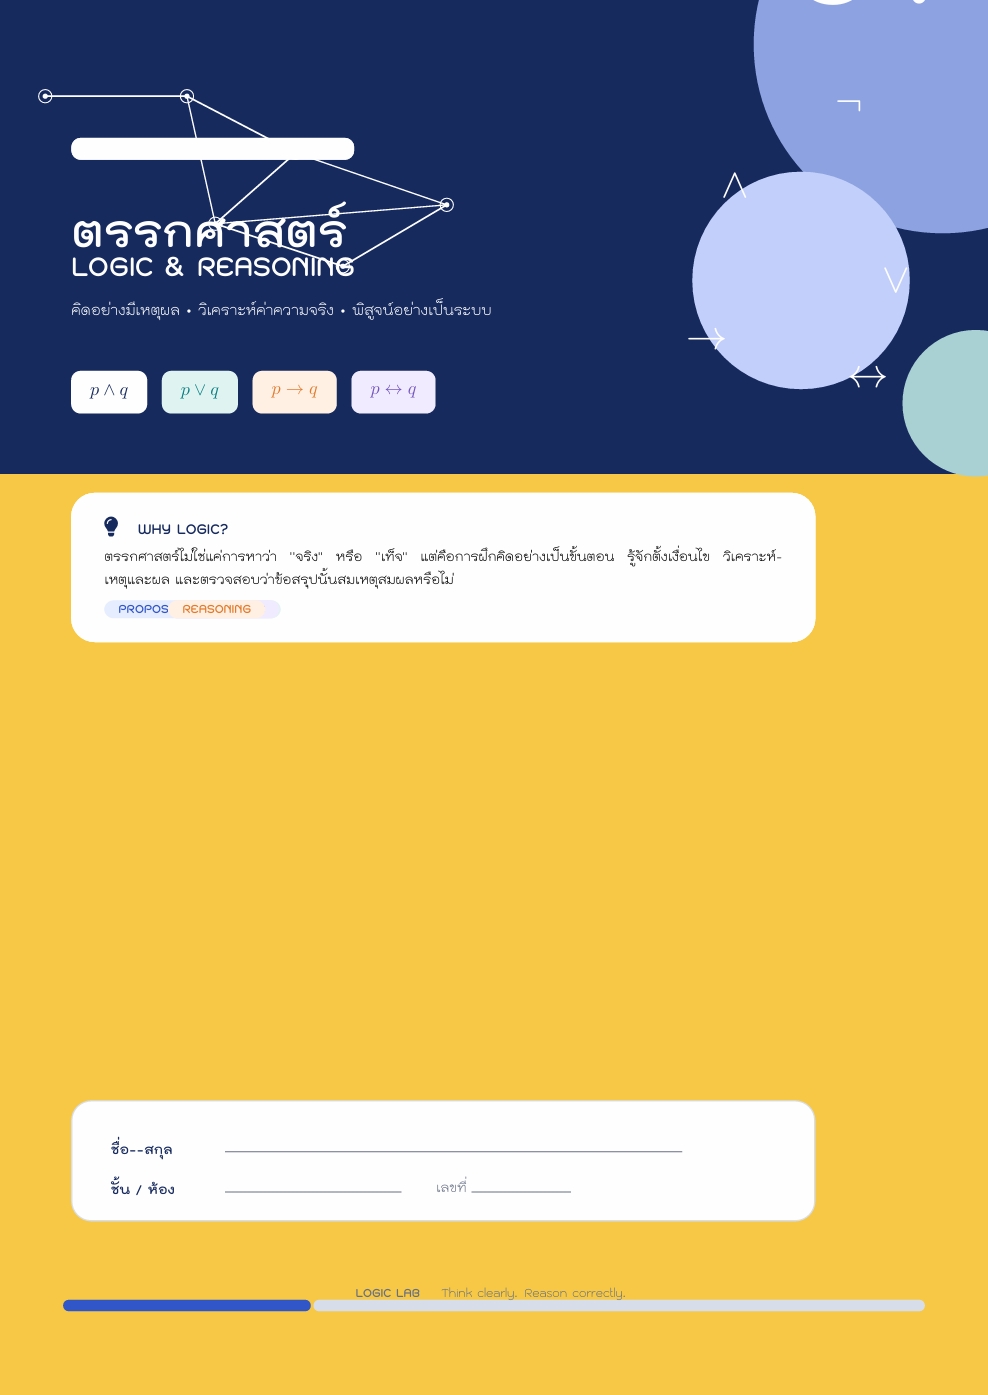 ¬
∧
ตรรกศาสตร์
LOGIC & REASONING
∨
คิดอย่างมีเหตุผล • วิเคราะห์ค่าความจริง • พิสูจน์อย่างเป็นระบบ
→
↔
p ∧ q
p ∨ q
p → q
p ↔ q
WHY LOGIC?
ตรรกศาสตร์ไม่ใช่แค่การหาว่า "จริง" หรือ "เท็จ" แต่คือการฝึกคิดอย่างเป็นขั้นตอน รู้จักตั้งเงื่อนไข วิเคราะห์-
เหตุและผล และตรวจสอบว่าข้อสรุปนั้นสมเหตุสมผลหรือไม่
PROPOS REASONING
ชื่อ--สกุล
ชั้น / ห้อง เลขที่
LOGIC LAB Think clearly. Reason correctly.